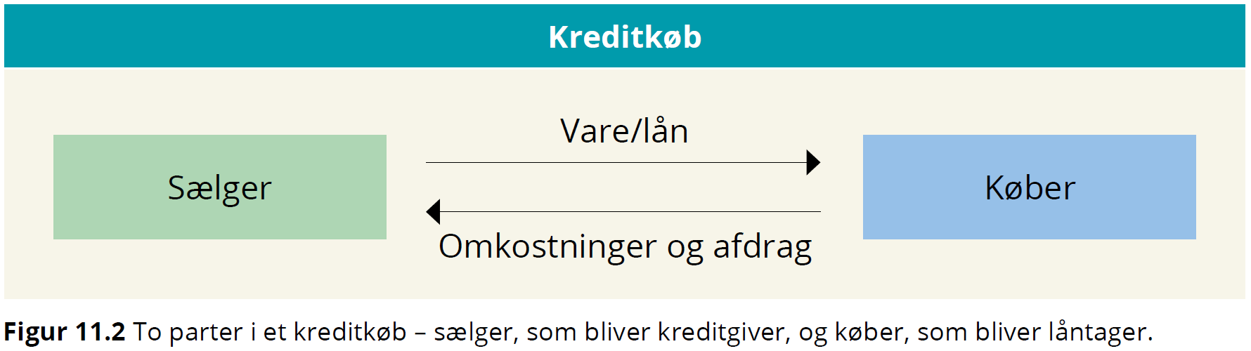 Kreditkøb
Vare/lån
Sælger
Køber
Omkostninger og afdrag
Figur 11.2 To parter i et kreditkøb – sælger, som bliver kreditgiver, og køber, som bliver låntager.